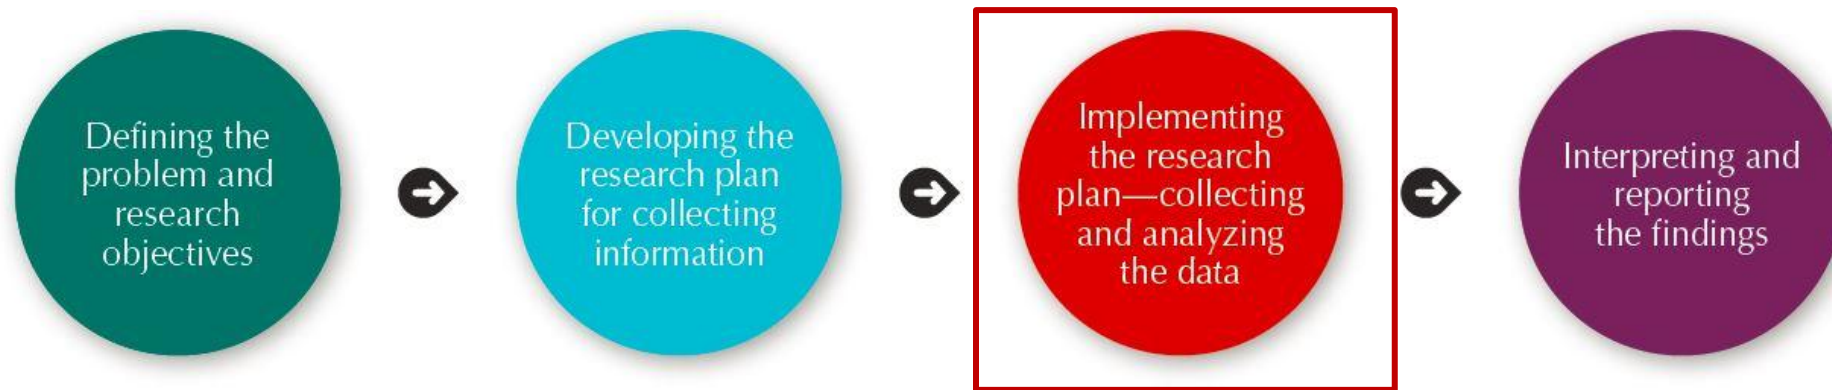 Defining the
problem and
research
objectives
Developing the
research plan
for collecting
information
Implementing
the research
plan—collecting
and analyzing
the data
Interpreting and
reporting
the findings